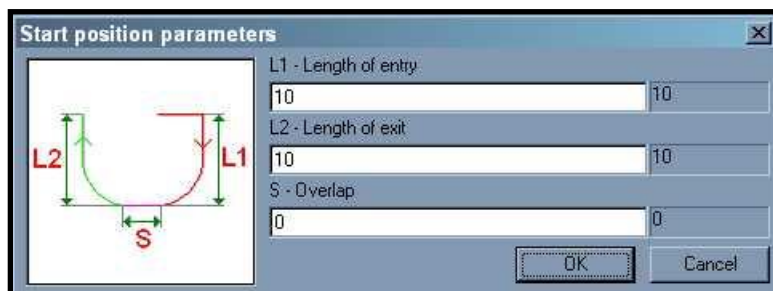 Start position parameters
L1 - Length of entry
10 10
L2 - Length of exit
10 10
S - Overlap
0 0
L2 L1
S
OK Cancel